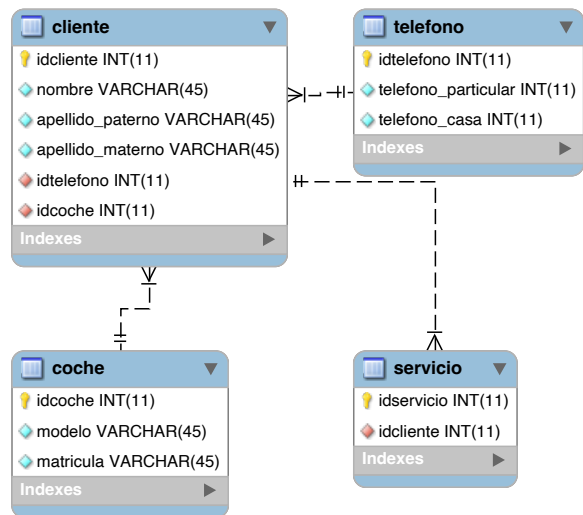 cliente
idcliente INT(11)
nombre VARCHAR(45)
apellido_paterno VARCHAR(45)
apellido_materno VARCHAR(45)
idtelefono INT(11)
idcoche INT(11)
Indexes
telefono
idtelefono INT(11)
telefono_particular INT(11)
telefono_casa INT(11)
Indexes
coche
idcoche INT(11)
modelo VARCHAR(45)
matricula VARCHAR(45)
Indexes
servicio
idservicio INT(11)
idcliente INT(11)
Indexes